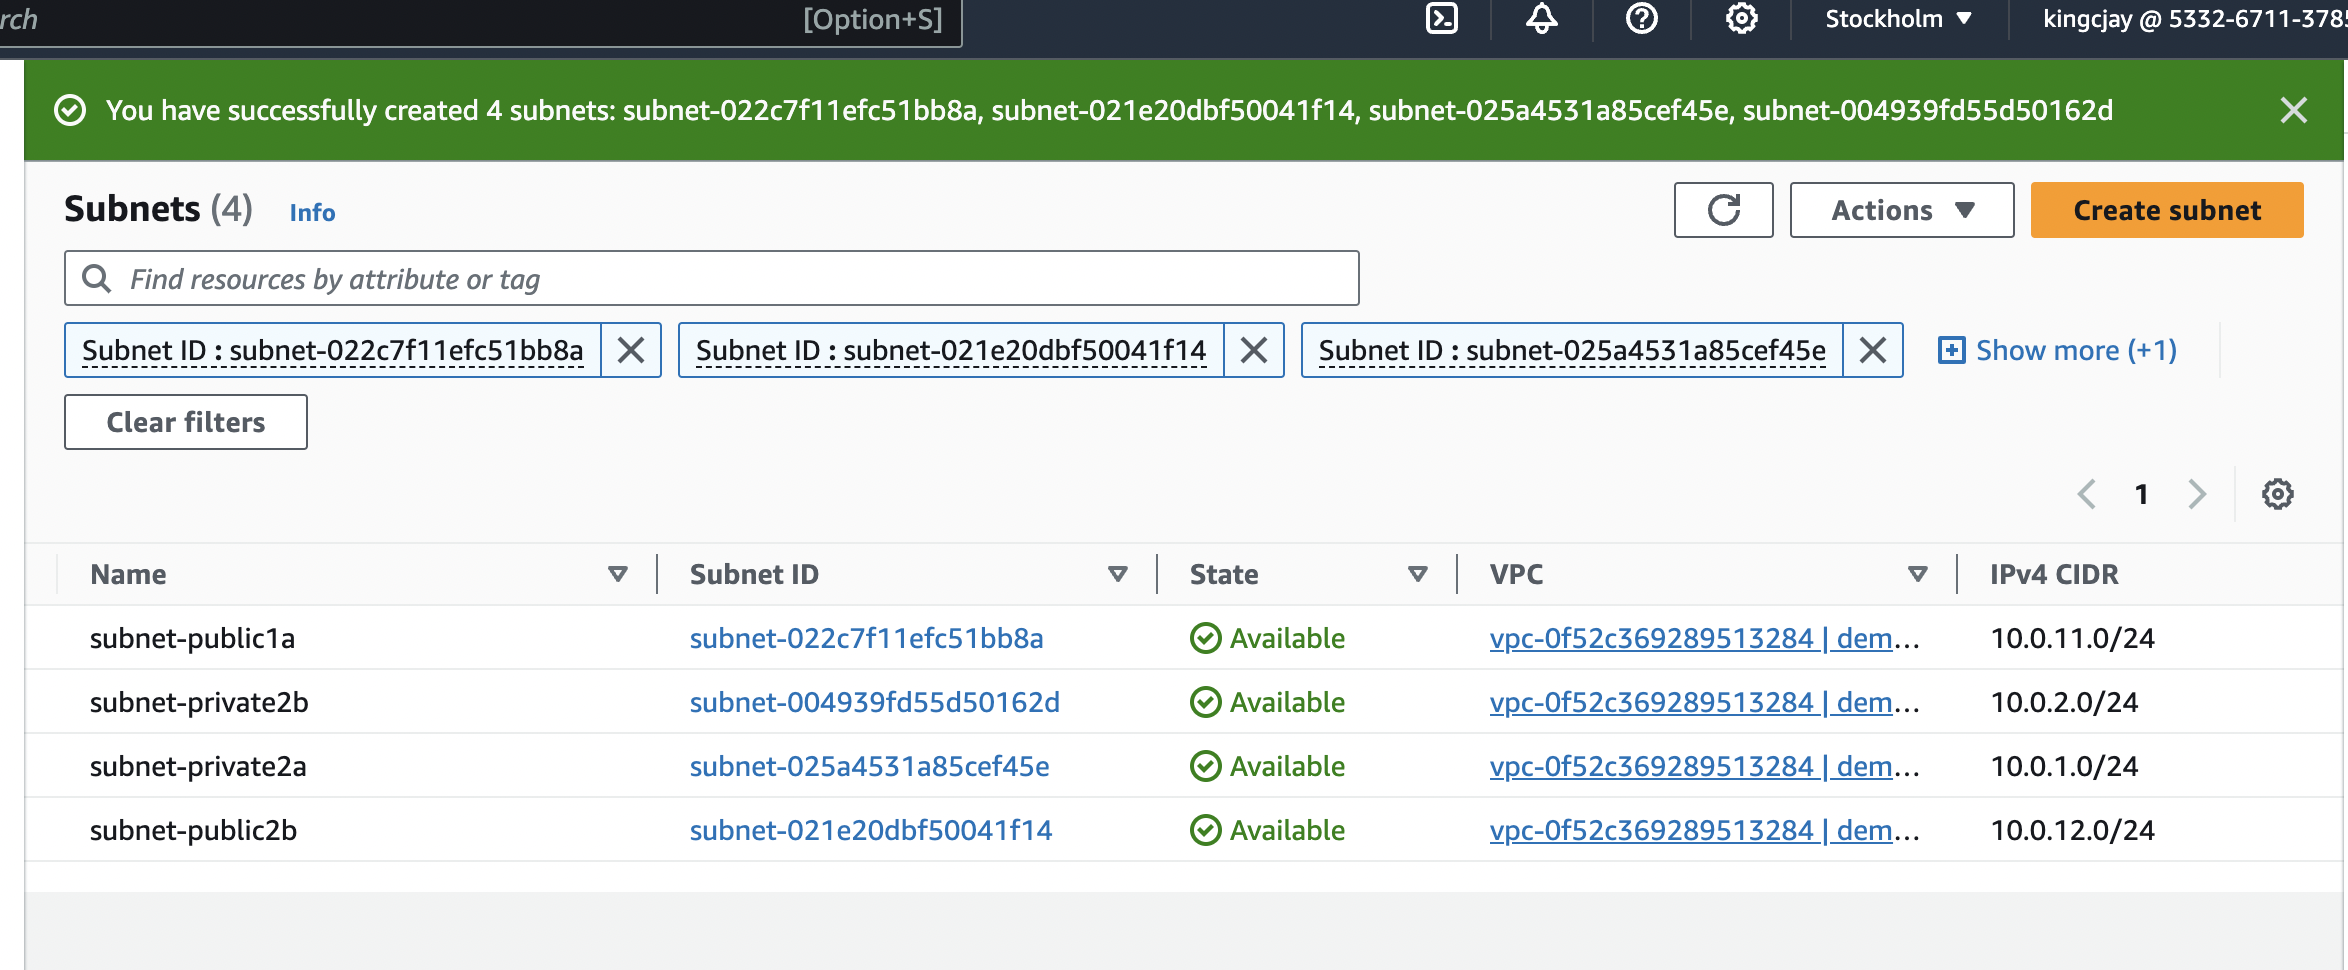 rch [Option+S] Stockholm kingcjay @ 5332-6711-3785
You have successfully created 4 subnets: subnet-022c7f11efc51bb8a, subnet-021e20dbf50041f14, subnet-025a4531a85cef45e, subnet-004939fd55d50162d
Subnets (4) Info Actions Create subnet
Find resources by attribute or tag
Subnet ID : subnet-022c7f11efc51bb8a Subnet ID : subnet-021e20dbf50041f14 Subnet ID : subnet-025a4531a85cef45e Show more (+1)
Clear filters
1
Name Subnet ID State VPC IPv4 CIDR
subnet-public1a subnet-022c7f11efc51bb8a Available vpc-0f52c369289513284 | dem... 10.0.11.0/24
subnet-private2b subnet-004939fd55d50162d Available vpc-0f52c369289513284 | dem... 10.0.2.0/24
subnet-private2a subnet-025a4531a85cef45e Available vpc-0f52c369289513284 | dem... 10.0.1.0/24
subnet-public2b subnet-021e20dbf50041f14 Available vpc-0f52c369289513284 | dem... 10.0.12.0/24